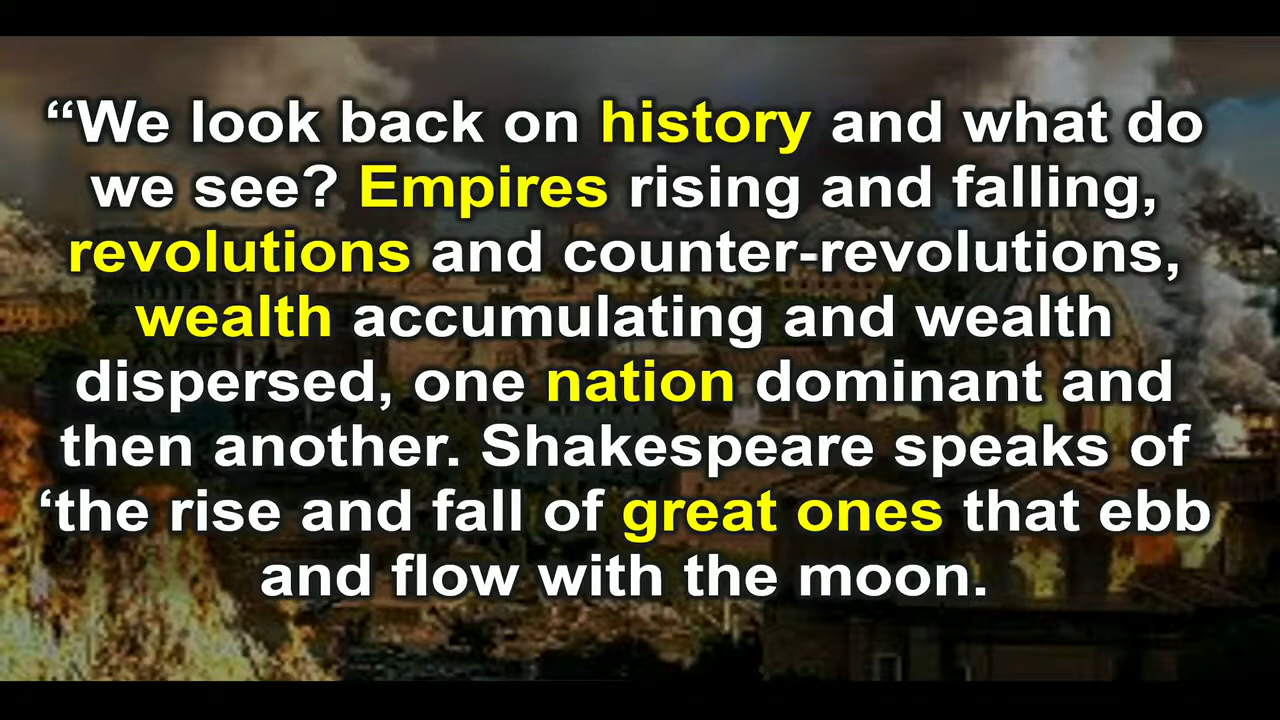 “We look back on history and what do
we see? Empires rising and falling,
revolutions and counter-revolutions,
wealth accumulating and wealth
dispersed, one nation dominant and
then another. Shakespeare speaks of
‘the rise and fall of great ones that ebb
and flow with the moon.